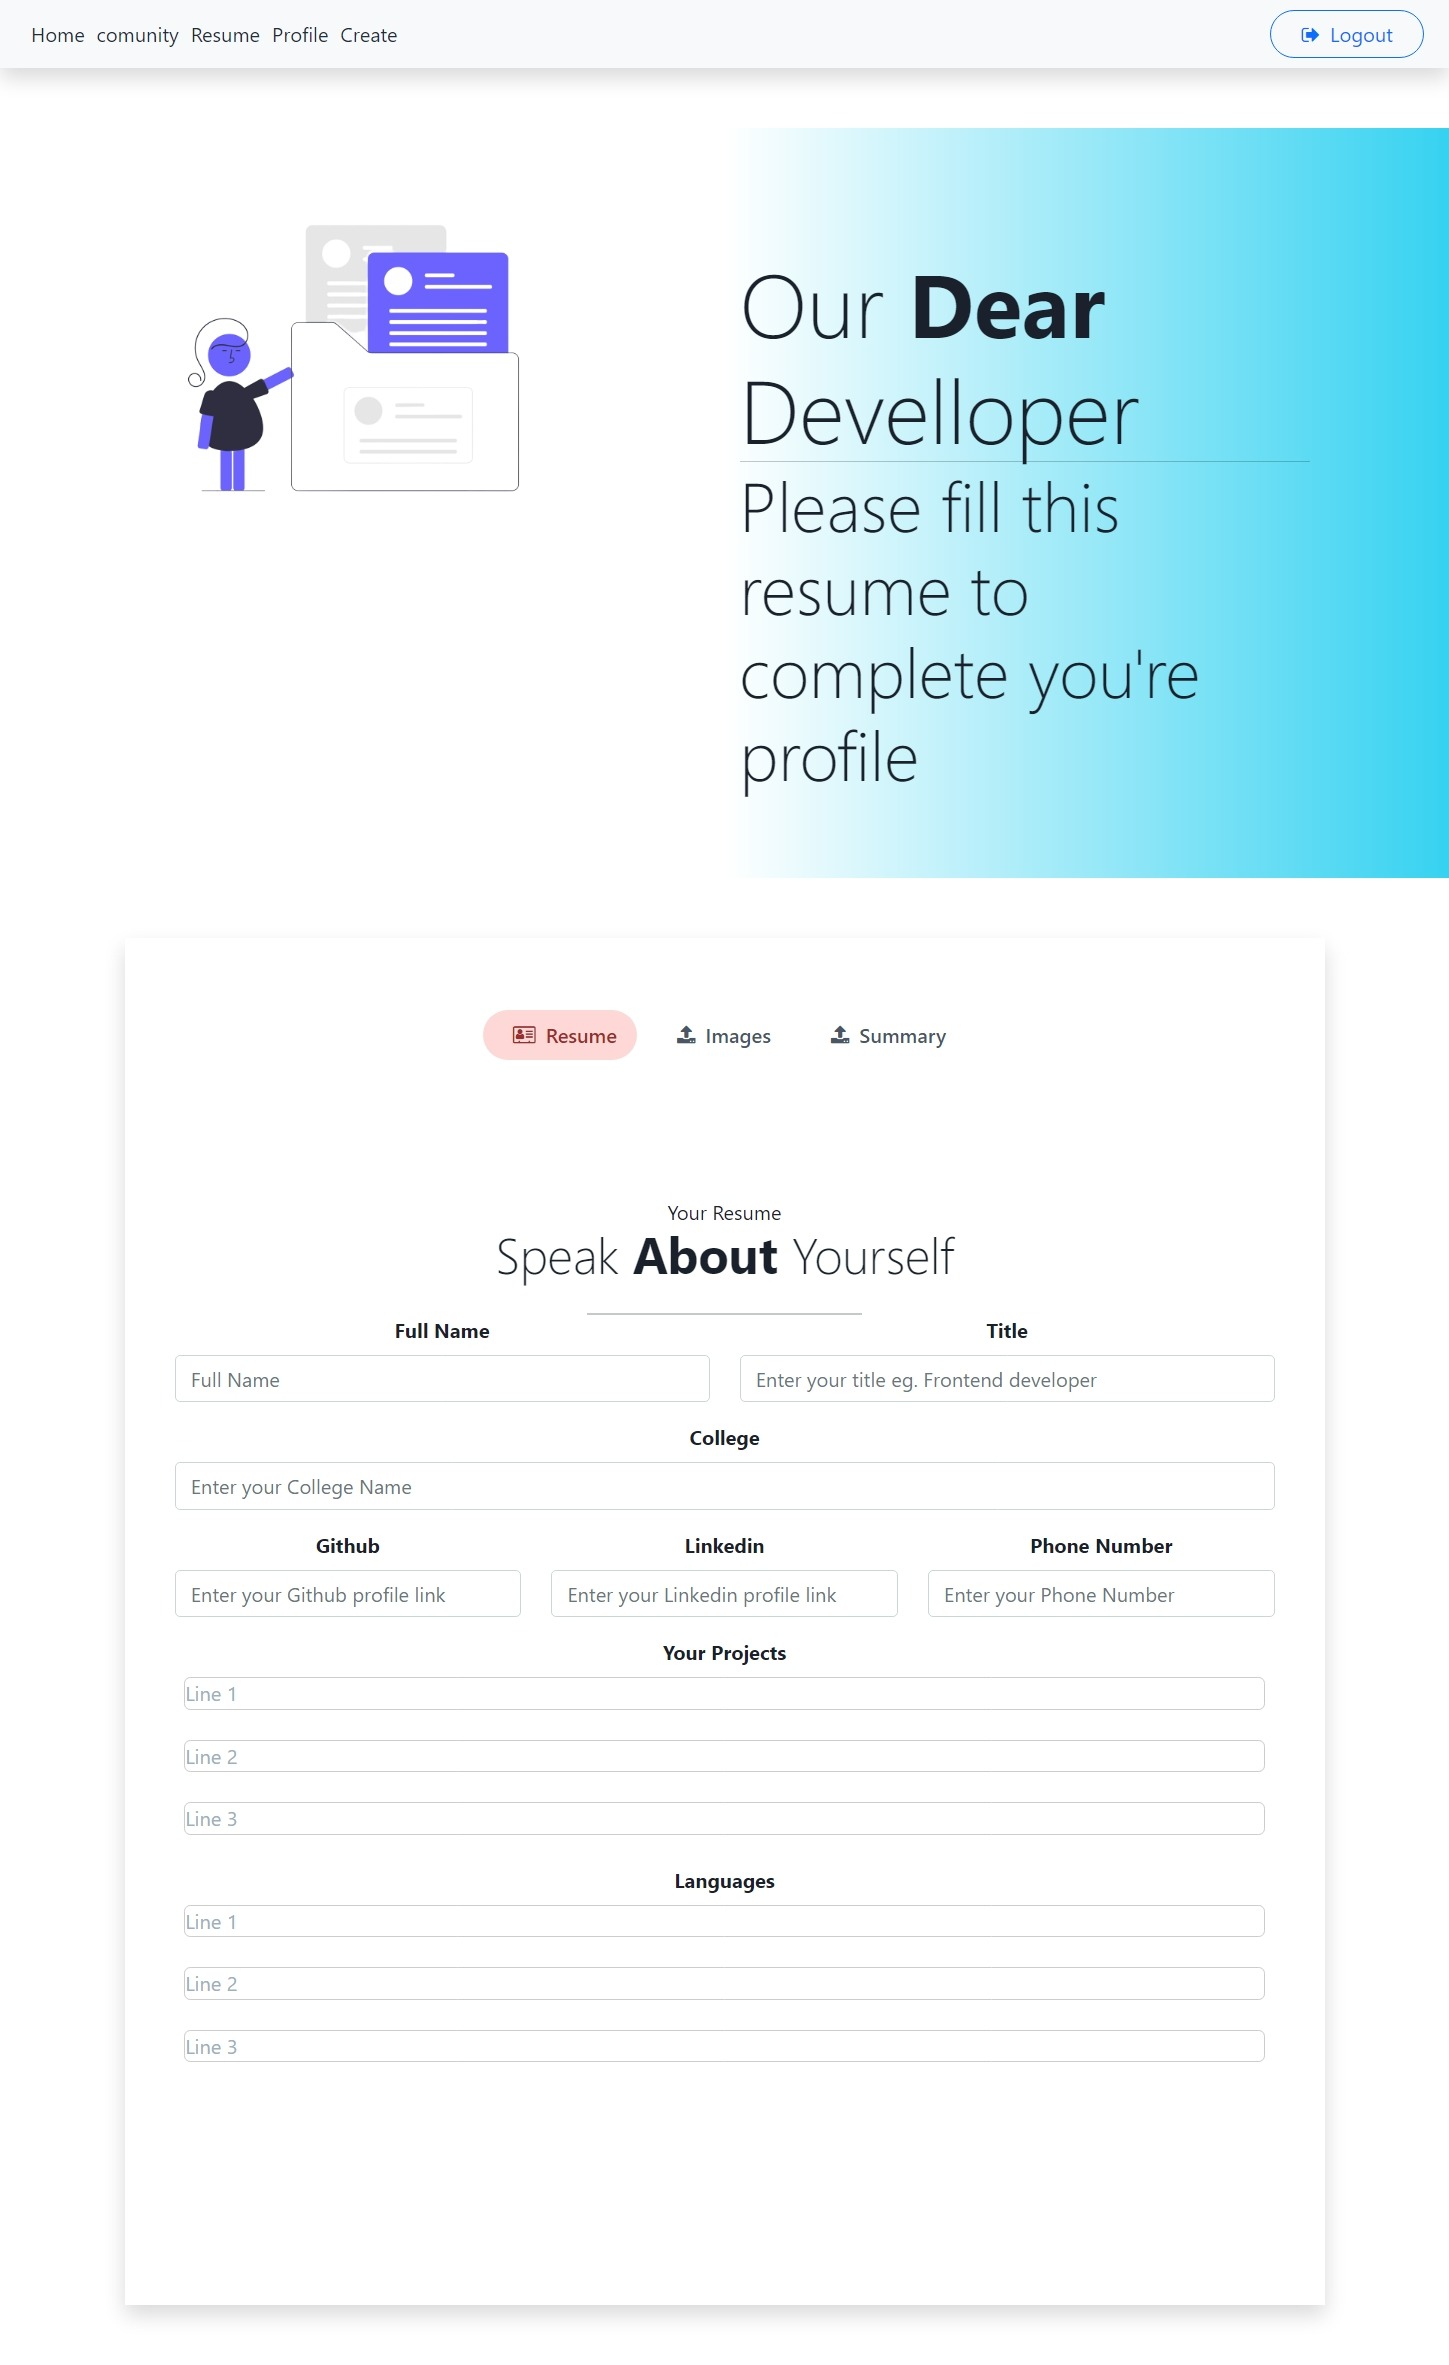 Home comunity Resume Profile Create
Logout
Our Dear
Develloper
Please fill this
resume to
complete you're
profile
Resume Images Summary
Your Resume
Speak About Yourself
Full Name Title
Full Name Enter your title eg. Frontend developer
College
Enter your College Name
Github Linkedin Phone Number
Enter your Github profile link Enter your Linkedin profile link Enter your Phone Number
Your Projects
Line 1
Line 2
Line 3
Languages
Line 1
Line 2
Line 3